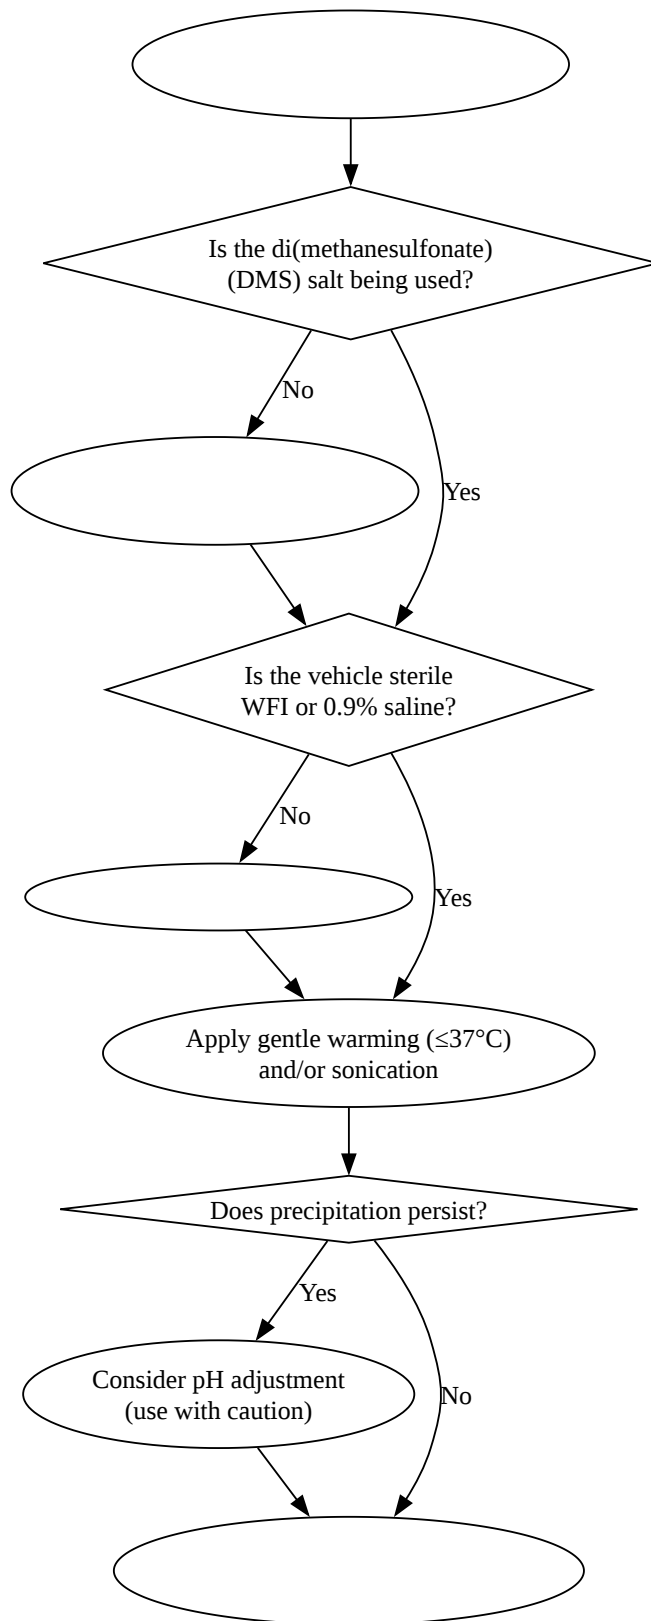 Is the di(methanesulfonate)
(DMS) salt being used?
No
Yes
Is the vehicle sterile
WFI or 0.9% saline?
No
Yes
Apply gentle warming (≤37°C)
and/or sonication
Does precipitation persist?
Yes
Consider pH adjustment
(use with caution)
No